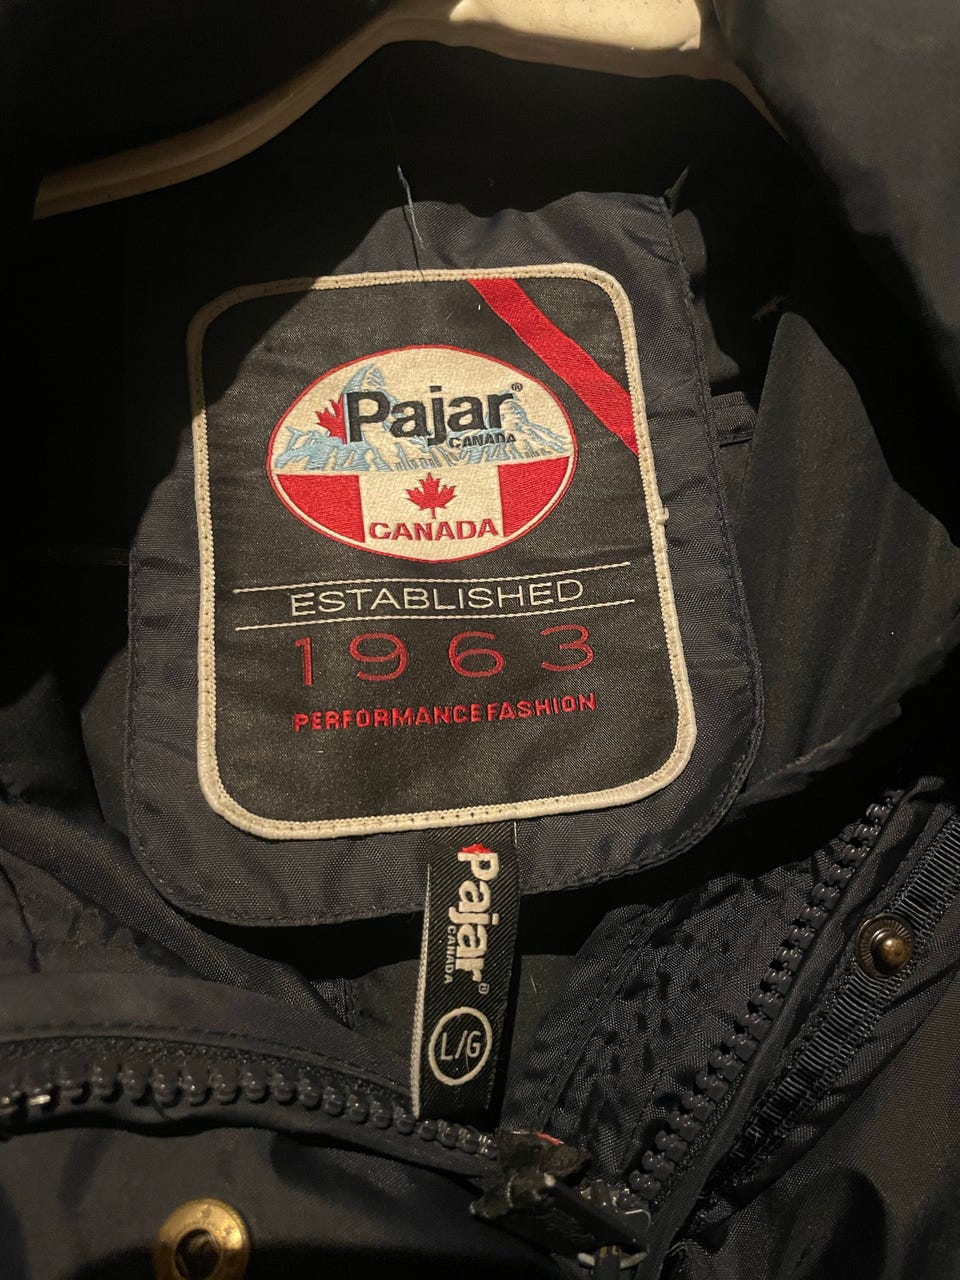 Pajar®
CANADA
CANADA
ESTABLISHED
1963
PERFORMANCE FASHION
Pajar®
CANADA
L/G